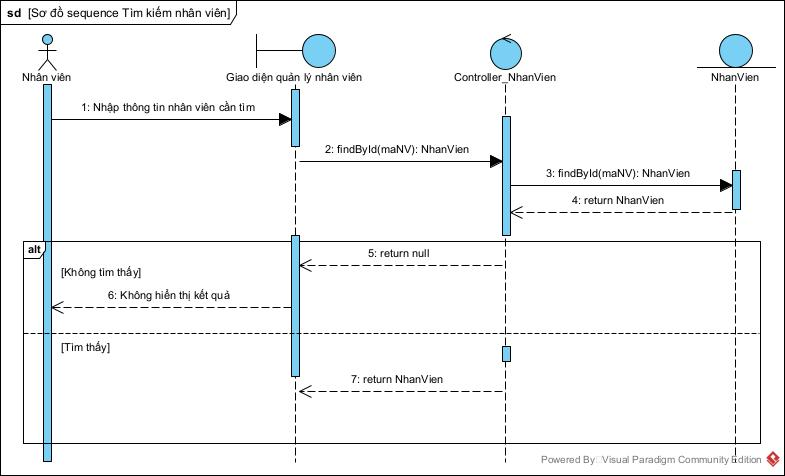 sd [Sơ đồ sequence Tìm kiếm nhân viên]
Nhân viên
Giao diện quản lý nhân viên
Controller_NhanVien
NhanVien
1: Nhập thông tin nhân viên cần tìm
2: findById(maNV): NhanVien
3: findById(maNV): NhanVien
4: return NhanVien
alt
5: return null
[Không tìm thấy]
6: Không hiển thị kết quả
[Tìm thấy]
7: return NhanVien
Powered By Visual Paradigm Community Edition